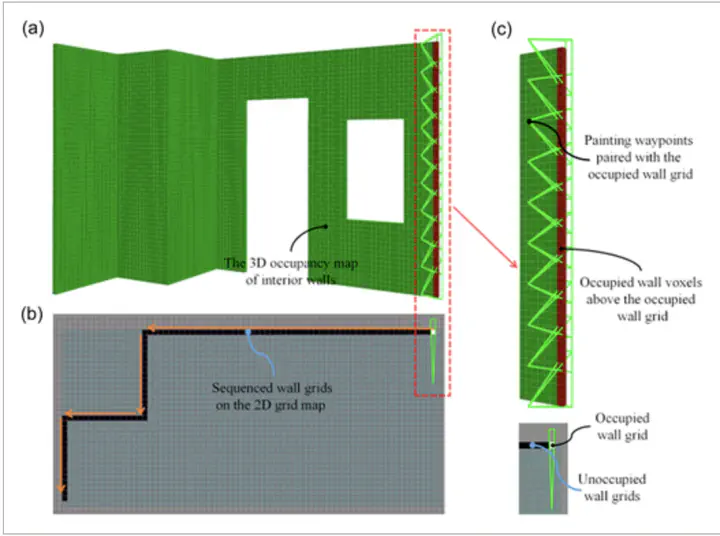 (a)
The 3D occupancy map
of interior walls
(b)
Sequenced wall grids
on the 2D grid map
(c)
Painting waypoints
paired with the
occupied wall grid
Occupied wall voxels
above the occupied
wall grid
Occupied
wall grid
Unoccupied
wall grids